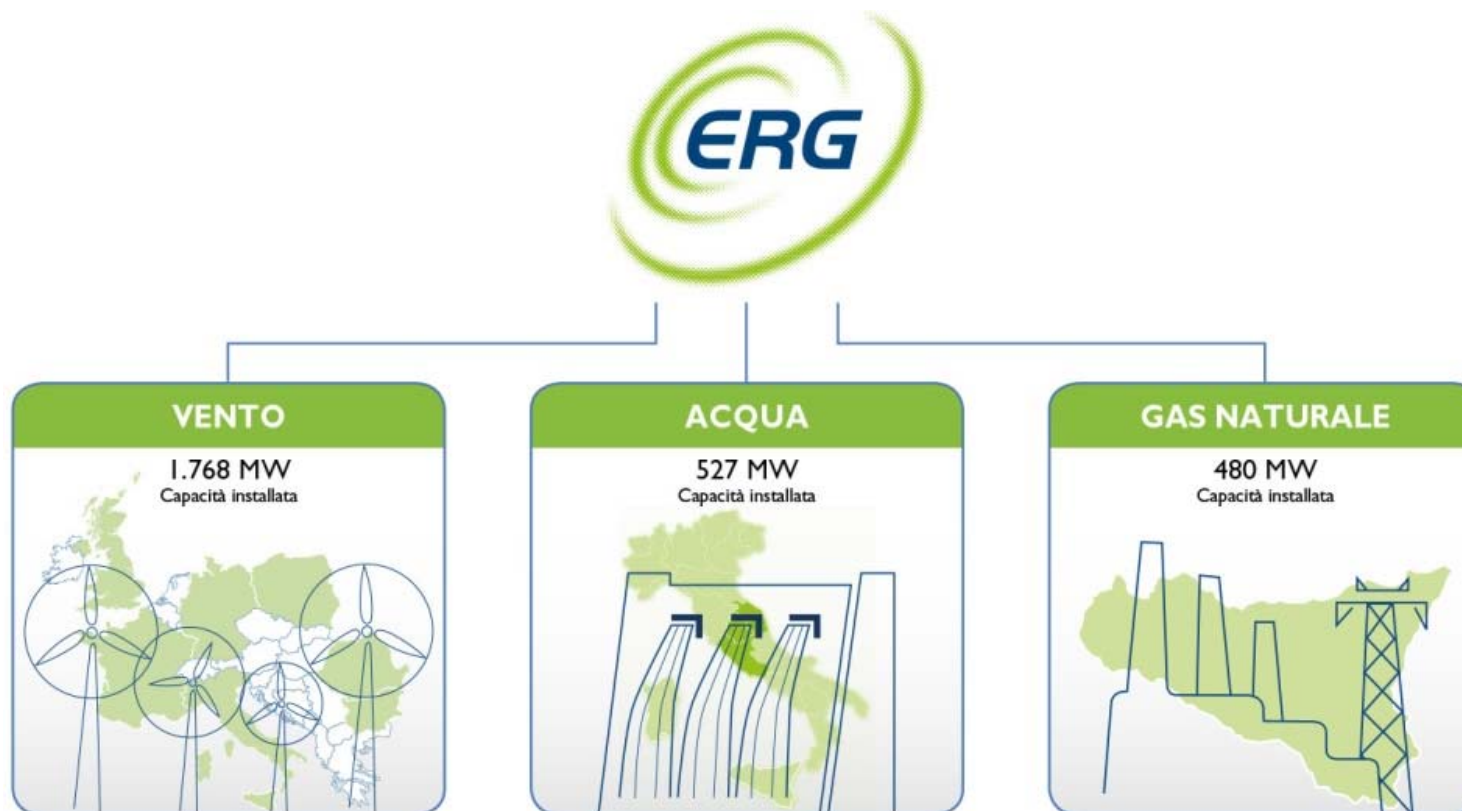 ERG
VENTO
1.768 MW
Capacità installata
ACQUA
527 MW
Capacità installata
GAS NATURALE
480 MW
Capacità installata